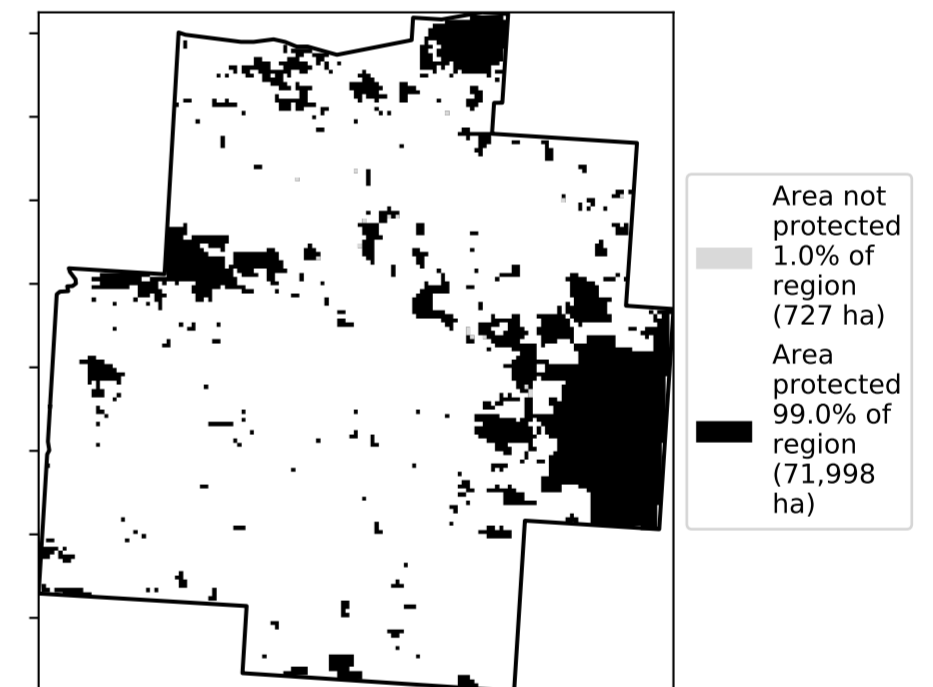 Area not
protected
1.0% of
region
(727 ha)
Area
protected
99.0% of
region
(71,998
ha)